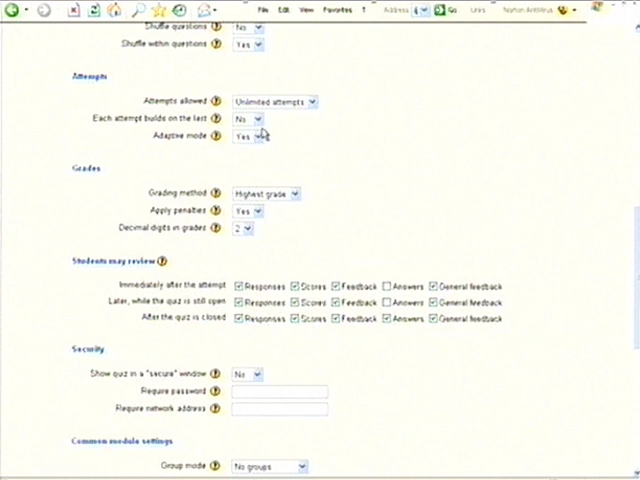 File Edit View Favorites Address Go Links Norton AntiVirus
Shuffle questions No
Shuffle within questions Yes
Attempts
Attempts allowed Unlimited attempts
Each attempt builds on the last No
Adaptive mode Yes
Grades
Grading method Highest grade
Apply penalties Yes
Decimal digits in grades 2
Students may review
Immediately after the attempt Responses Scores Feedback Answers General feedback
Later, while the quiz is still open Responses Scores Feedback Answers General feedback
After the quiz is closed Responses Scores Feedback Answers General feedback
Security
Show quiz in a "secure" window No
Require password
Require network address
Common module settings
Group mode No groups